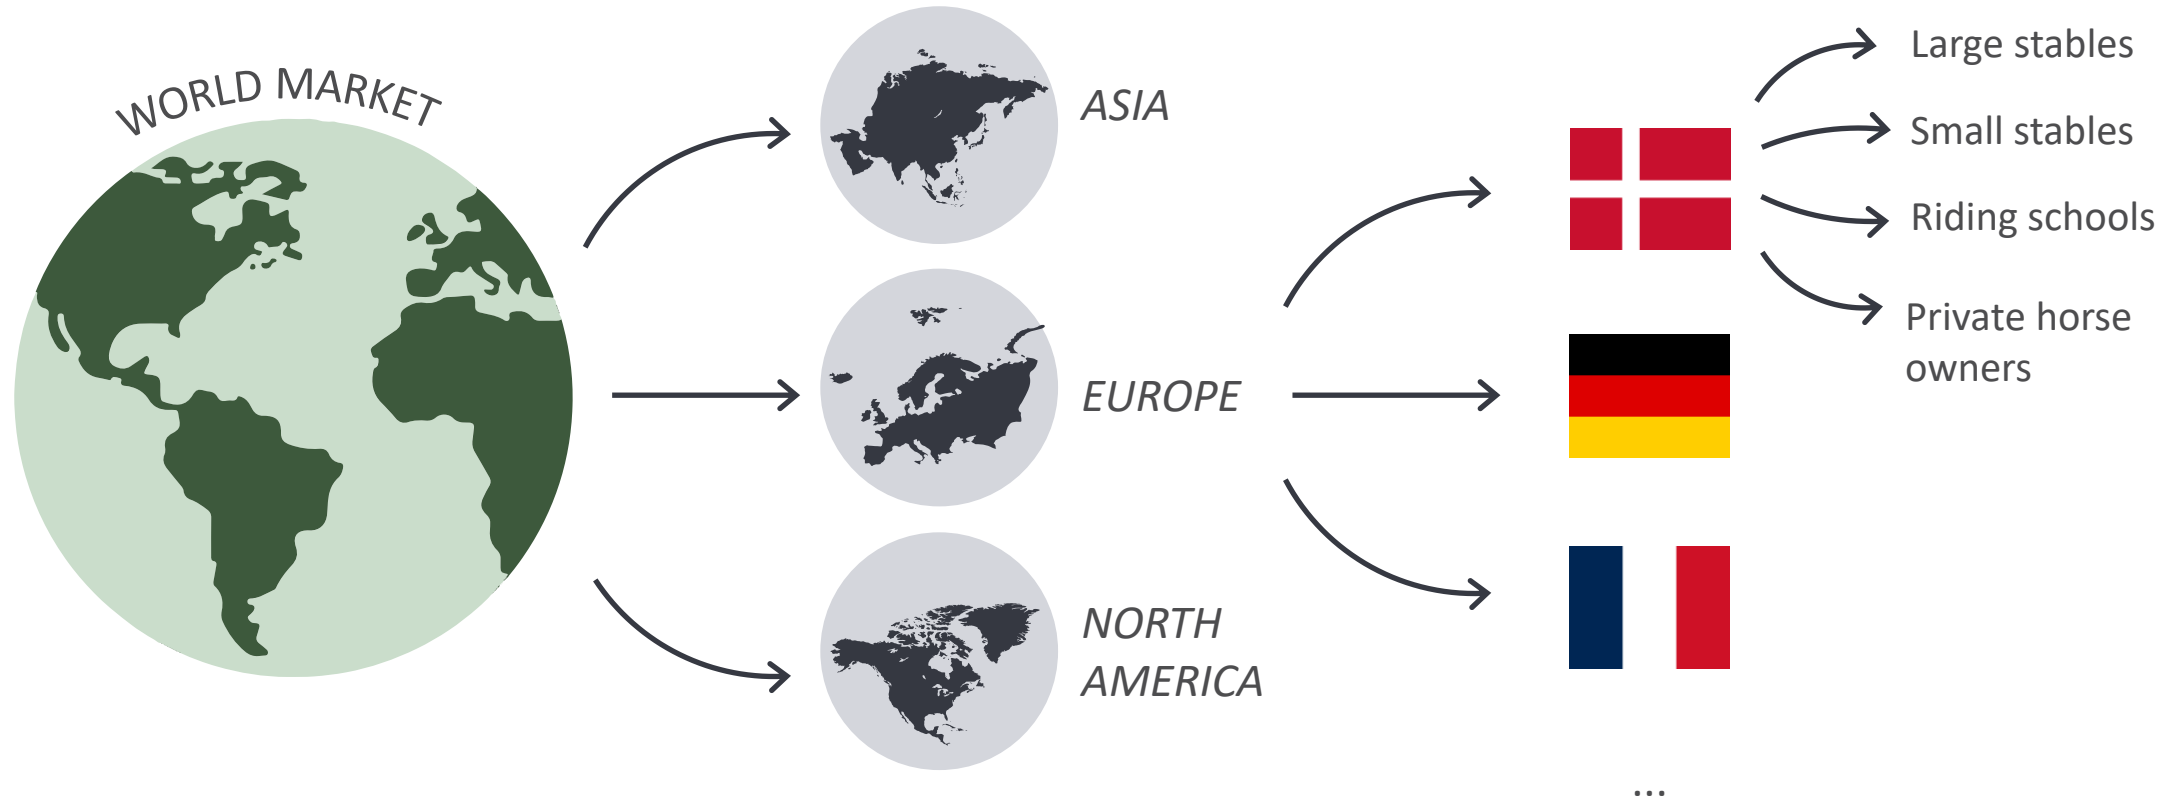 WORLD MARKET
ASIA
EUROPE
NORTH
AMERICA
Large stables
Small stables
Riding schools
Private horse
owners
...